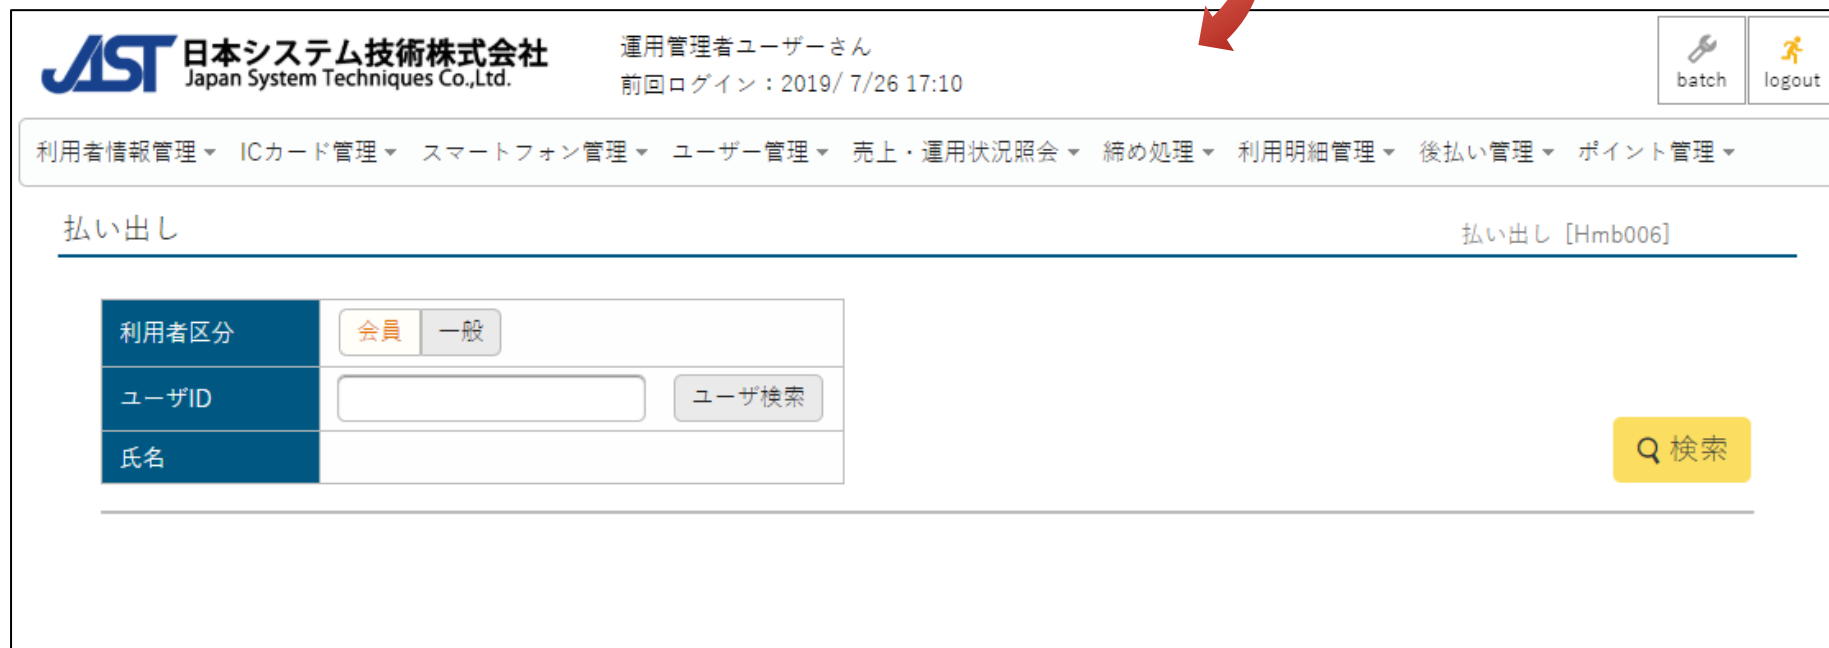 JAST 日本システム技術株式会社
Japan System Techniques Co.,Ltd.
運用管理者ユーザーさん
前回ログイン：2019/ 7/26 17:10
batch
logout
利用者情報管理 ICカード管理 スマートフォン管理 ユーザー管理 売上・運用状況照会 締め処理 利用明細管理 後払い管理 ポイント管理
払い出し
払い出し [Hmb006]
利用者区分 会員 一般
ユーザID ユーザ検索
氏名
検索